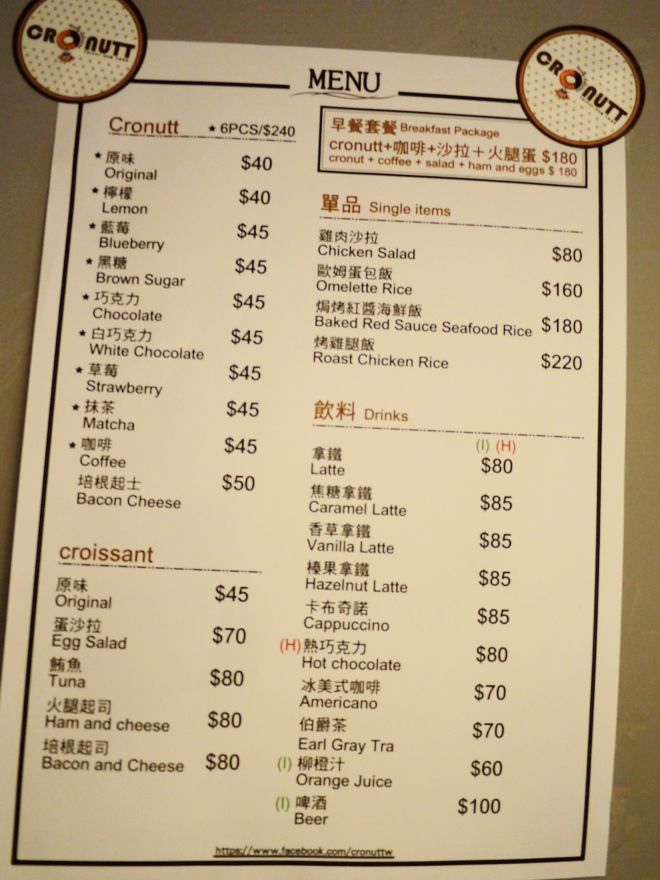 CRONUTT
CRONUTT
MENU
Cronutt ★ 6PCS/$240
★ 原味 $40
Original
★ 檸檬 $40
Lemon
★ 藍莓 $45
Blueberry
★ 黑糖 $45
Brown Sugar
★ 巧克力 $45
Chocolate
★ 白巧克力 $45
White Chocolate
★ 草莓 $45
Strawberry
★ 抹茶 $45
Matcha
★ 咖啡 $45
Coffee
培根起士 $50
Bacon Cheese
croissant
原味 $45
Original
蛋沙拉 $70
Egg Salad
鮪魚 $80
Tuna
火腿起司 $80
Ham and cheese
培根起司 $80
Bacon and Cheese
早餐套餐 Breakfast Package
cronutt+咖啡+沙拉+火腿蛋 $180
cronut + coffee + salad + ham and eggs $ 180
單品 Single items
雞肉沙拉 $80
Chicken Salad
歐姆蛋包飯 $160
Omelette Rice
焗烤紅醬海鮮飯 $180
Baked Red Sauce Seafood Rice
烤雞腿飯 $220
Roast Chicken Rice
飲料 Drinks
(I) (H)
拿鐵 $80
Latte
焦糖拿鐵 $85
Caramel Latte
香草拿鐵 $85
Vanilla Latte
榛果拿鐵 $85
Hazelnut Latte
卡布奇諾 $85
Cappuccino
(H) 熱巧克力 $80
Hot chocolate
冰美式咖啡 $70
Americano
伯爵茶 $70
Earl Gray Tra
(I) 柳橙汁 $60
Orange Juice
(I) 啤酒 $100
Beer
https://www.facebook.com/cronuttw